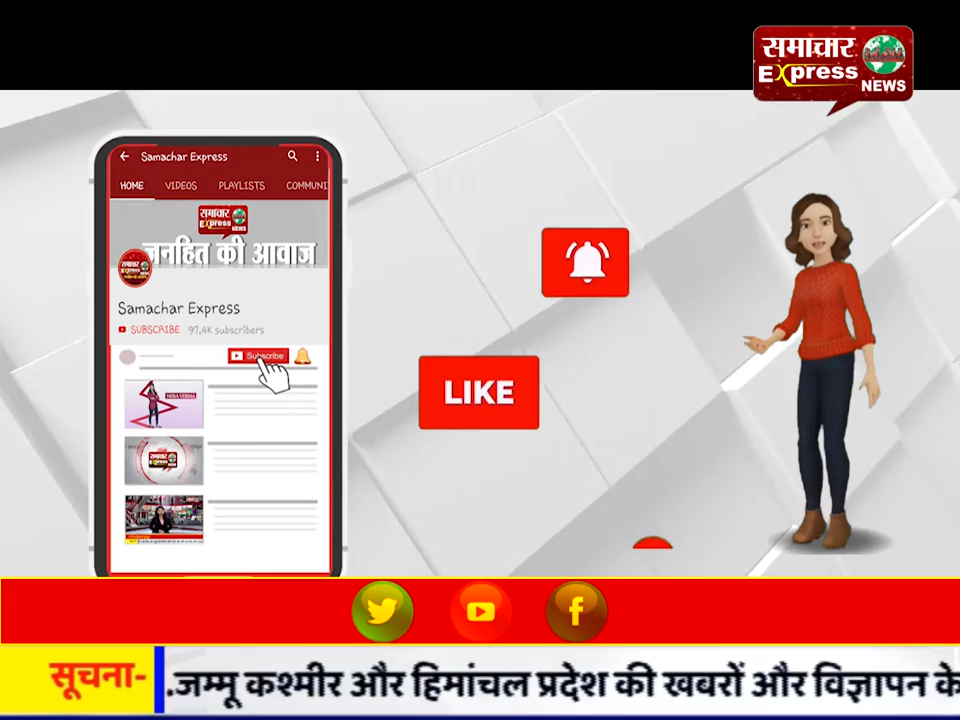 समाचार
Express
NEWS
Samachar Express
HOME VIDEOS PLAYLISTS COMMUNI
समाचार
Express
NEWS
जनहित की आवाज
Samachar Express
SUBSCRIBE 97.4K subscribers
Subscribe
LIKE
सूचना- .जम्मू कश्मीर और हिमांचल प्रदेश की खबरों और विज्ञापन के